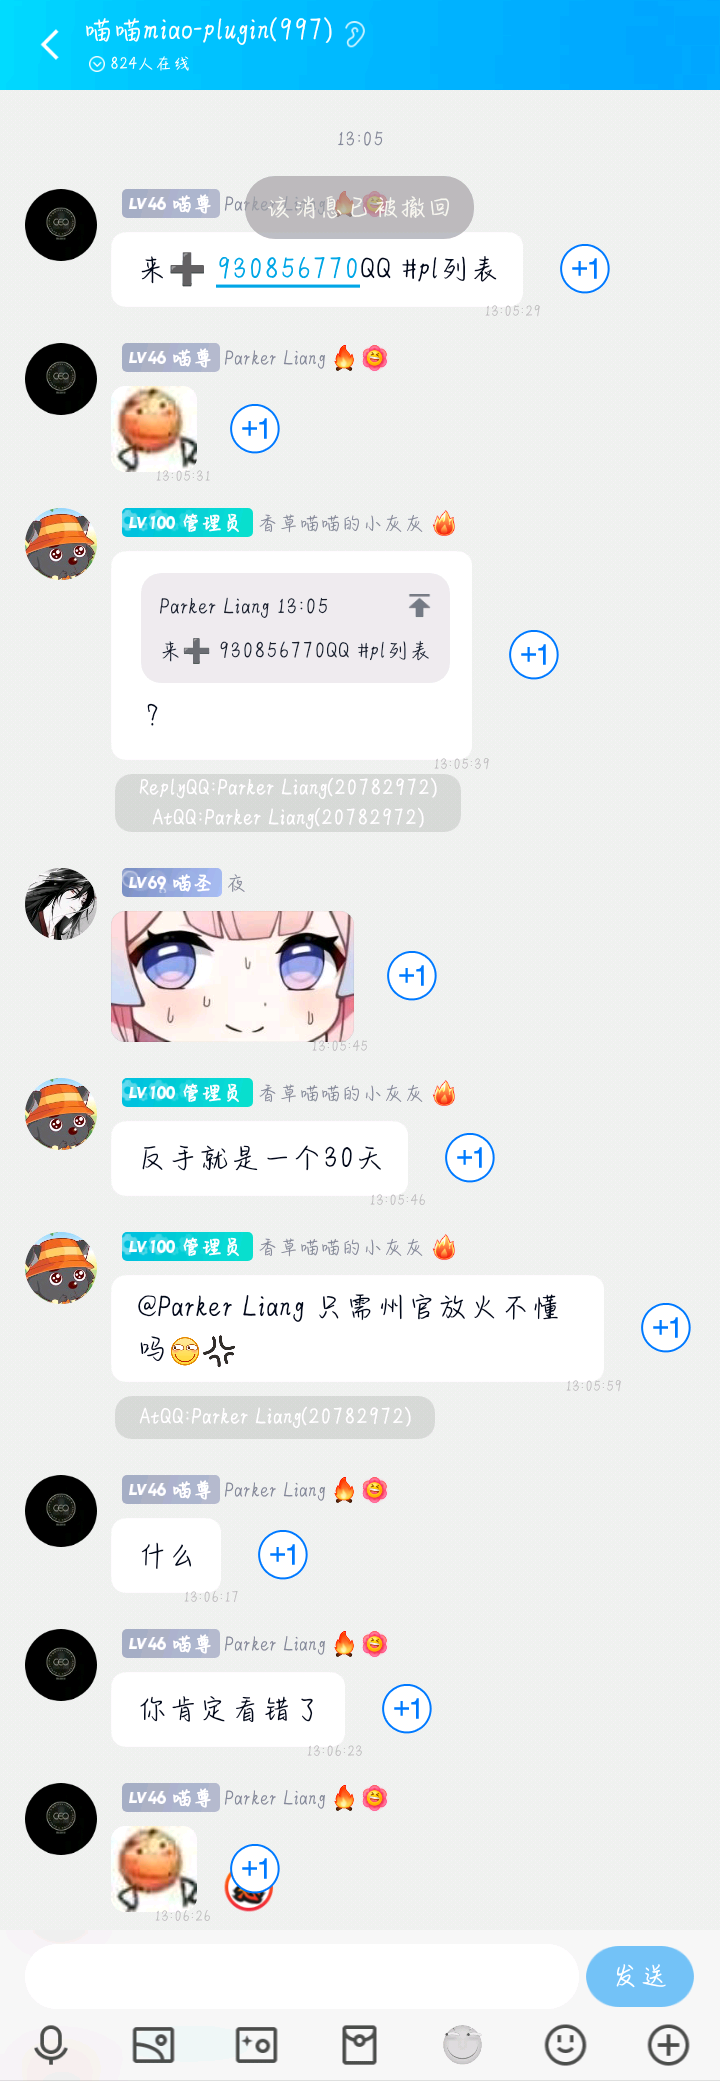 喵喵miao-plugin(997)
824人在线
13:05
LV46 喵尊 Parker Liang
该消息已被撤回
来➕ 930856770QQ #pl列表
+1
13:05:29
LV46 喵尊 Parker Liang
+1
13:05:31
LV100 管理员 香草喵喵的小灰灰
Parker Liang 13:05
来➕ 930856770QQ #pl列表
+1
?
13:05:39
ReplyQQ:Parker Liang(20782972)
AtQQ:Parker Liang(20782972)
LV69 喵圣 夜
+1
13:05:45
LV100 管理员 香草喵喵的小灰灰
反手就是一个30天
+1
13:05:46
LV100 管理员 香草喵喵的小灰灰
@Parker Liang 只需州官放火不懂
吗
+1
13:05:59
AtQQ:Parker Liang(20782972)
LV46 喵尊 Parker Liang
什么
+1
13:06:17
LV46 喵尊 Parker Liang
你肯定看错了
+1
13:06:23
LV46 喵尊 Parker Liang
+1
13:06:26
发送